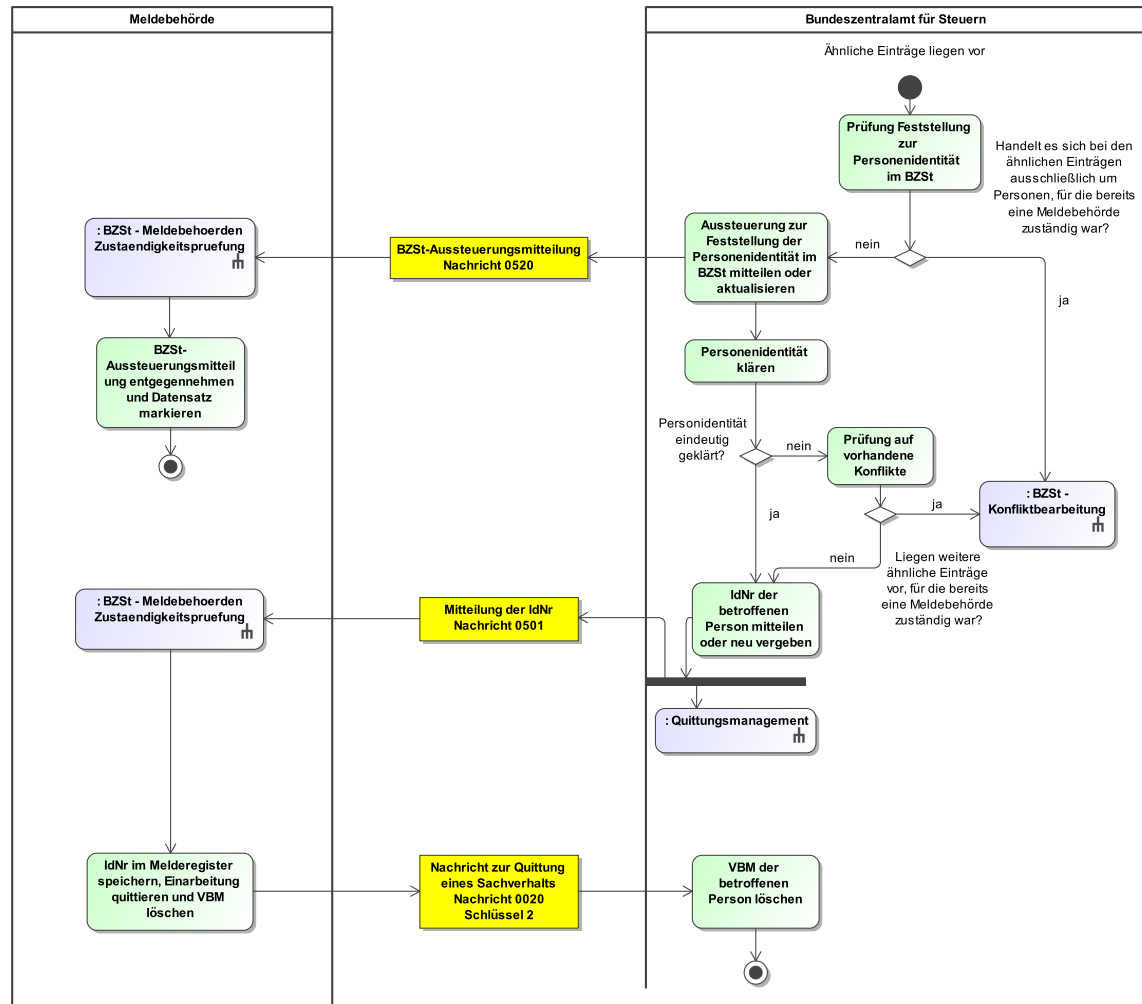 Meldebehörde
Bundeszentralamt für Steuern
Ähnliche Einträge liegen vor
Prüfung Feststellung
zur
Personenidentität
im BZSt
Handelt es sich bei den
ähnlichen Einträgen
ausschließlich um
Personen, für die bereits
eine Meldebehörde
zuständig war?
: BZSt - Meldebehoerden
Zustaendigkeitspruefung
BZSt-Aussteuerungsmitteilung
Nachricht 0520
Aussteuerung zur
Feststellung der
Personenidentität im
BZSt mitteilen oder
aktualisieren
nein
ja
BZSt-
Aussteuerungsmitteil
ung entgegennehmen
und Datensatz
markieren
Personenidentität
klären
Personidentität
eindeutig
geklärt?
nein
Prüfung auf
vorhandene
Konflikte
: BZSt -
Konfliktbearbeitung
ja
ja
nein
Liegen weitere
ähnliche Einträge
vor, für die bereits
eine Meldebehörde
zuständig war?
: BZSt - Meldebehoerden
Zustaendigkeitspruefung
Mitteilung der IdNr
Nachricht 0501
IdNr der
betroffenen
Person mitteilen
oder neu vergeben
: Quittungsmanagement
IdNr im Melderegister
speichern, Einarbeitung
quittieren und VBM
löschen
Nachricht zur Quittung
eines Sachverhalts
Nachricht 0020
Schlüssel 2
VBM der
betroffenen
Person löschen